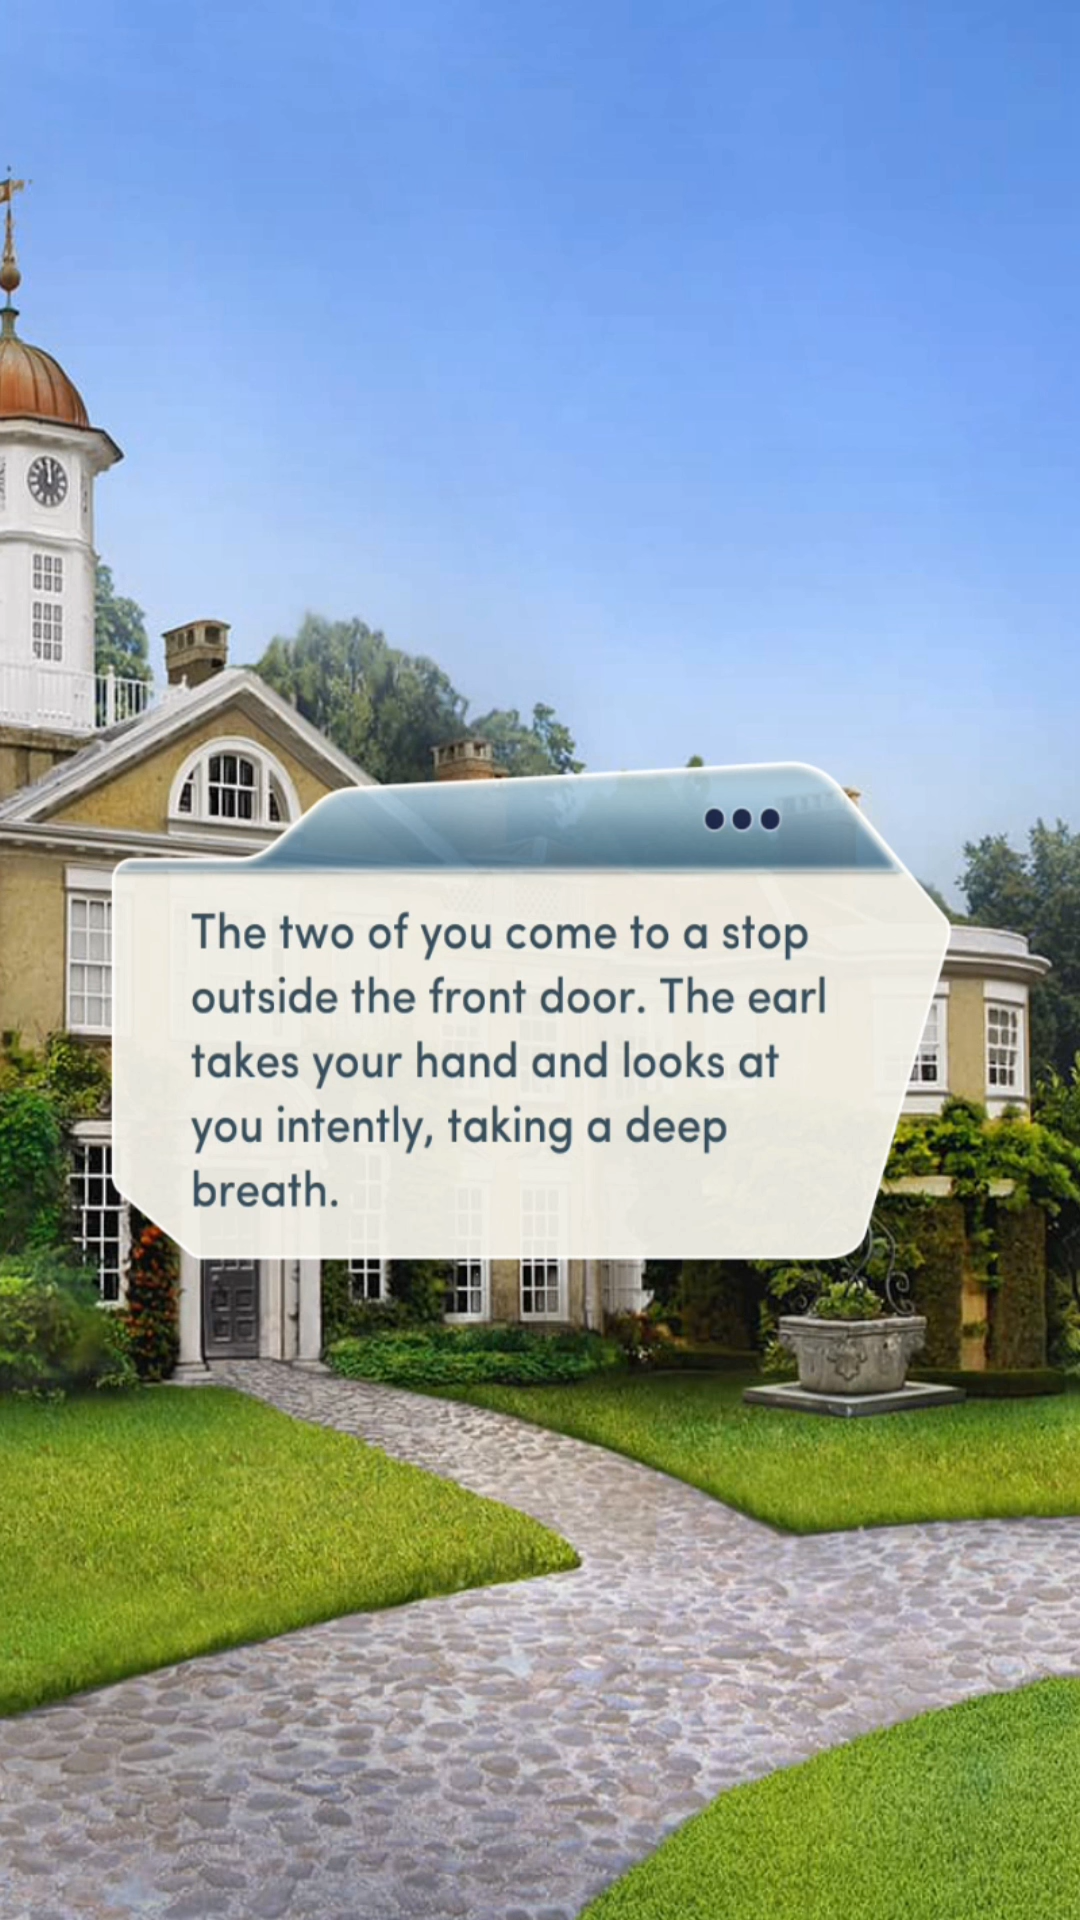 The two of you come to a stop
outside the front door. The earl
takes your hand and looks at
you intently, taking a deep
breath.